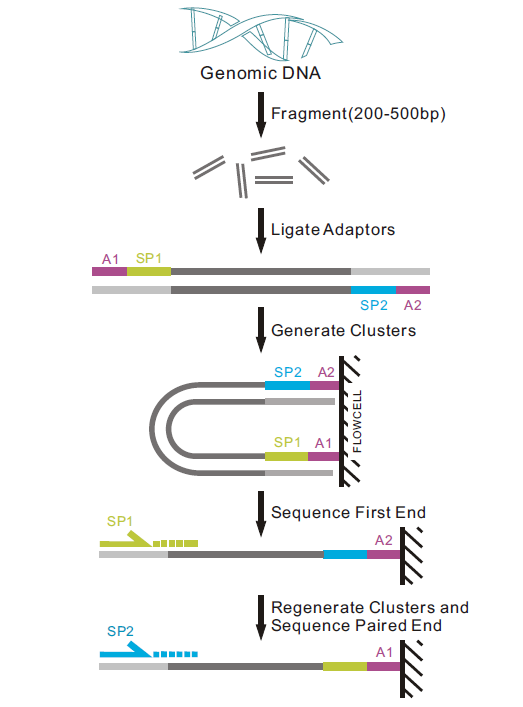 Genomic DNA
Fragment(200-500bp)
Ligate Adaptors
A1 SP1
SP2 A2
Generate Clusters
SP2 A2
FLOWCELL
SP1 A1
Sequence First End
SP1
A2
Regenerate Clusters and
Sequence Paired End
SP2
A1